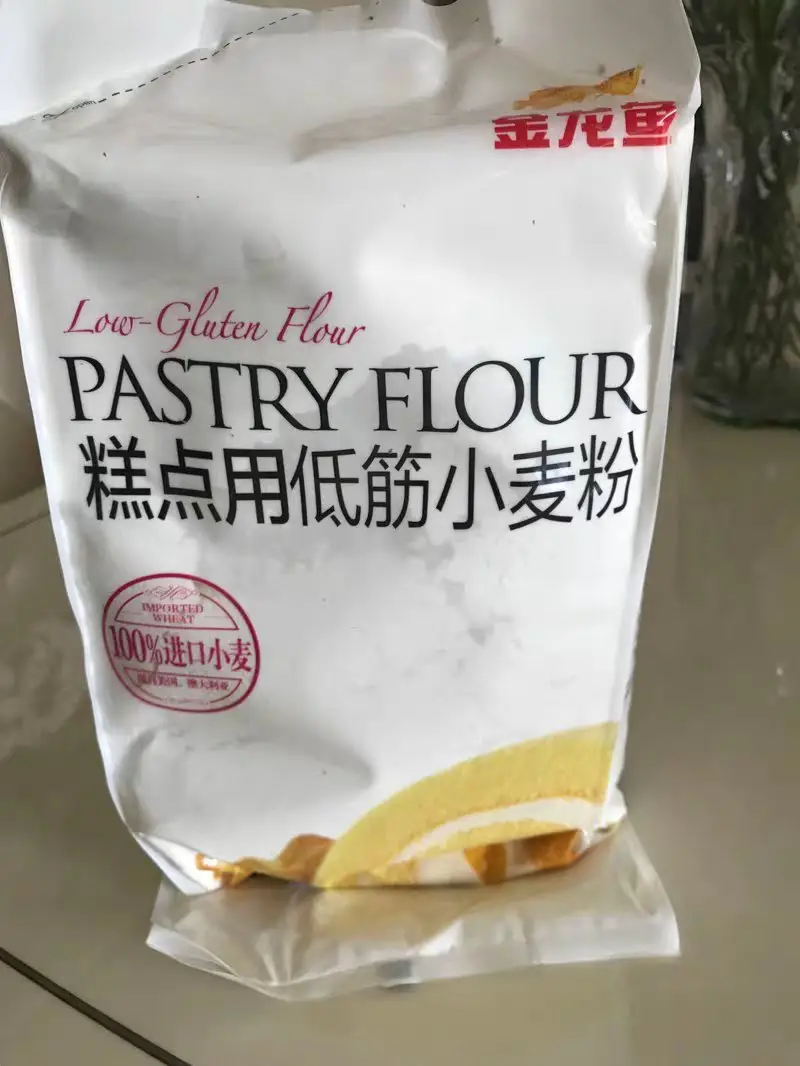 金龙鱼
Low-Gluten Flour
PASTRY FLOUR
糕点用低筋小麦粉
IMPORTED
WHEAT
100%进口小麦